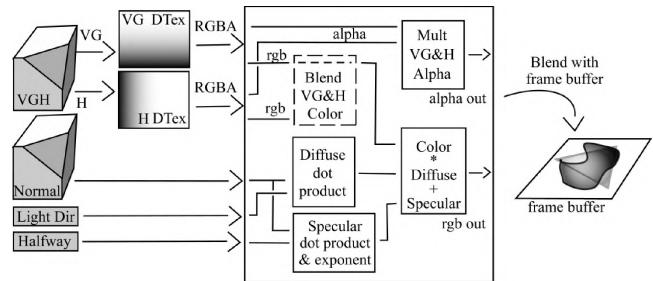 VG
VG DTex
RGBA
VGH
H
H DTex
RGBA
alpha
rgb
rgb
Blend
VG&H
Color
Mult
VG&H
Alpha
alpha out
Normal
Light Dir
Halfway
Diffuse
dot
product
Specular
dot product
& exponent
Color
*
Diffuse
+
Specular
rgb out
Blend with
frame buffer
frame buffer